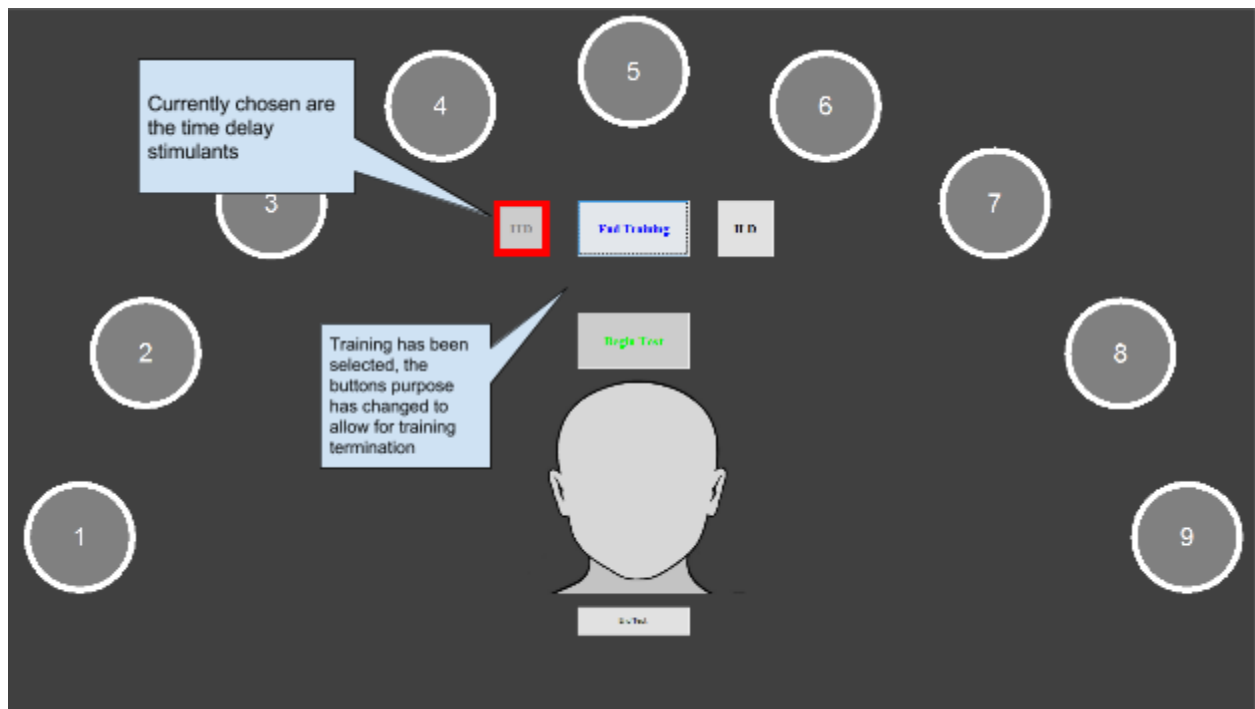 5
4
6
Currently chosen are
the time delay
stimulants
3
7
ITD
End Training
ILD
2
Training has been
selected, the
buttons purpose
has changed to
allow for training
termination
Begin Test
8
1
9